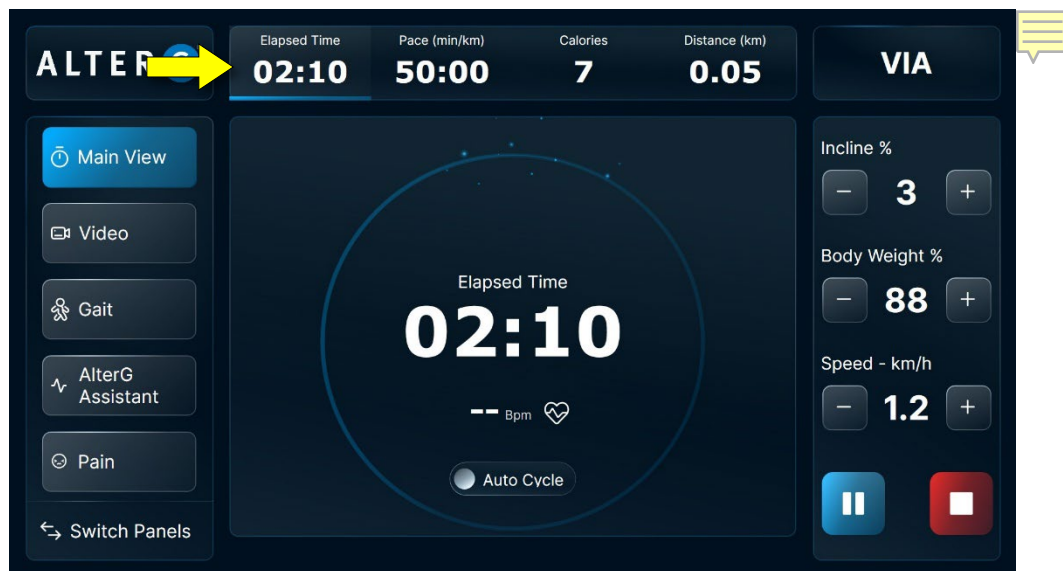 ALTER
Elapsed Time
02:10
Pace (min/km)
50:00
Calories
7
Distance (km)
0.05
VIA
Main View
Video
Gait
AlterG
Assistant
Pain
Switch Panels
Elapsed Time
02:10
-- Bpm
Auto Cycle
Incline %
− 3 +
Body Weight %
− 88 +
Speed - km/h
− 1.2 +